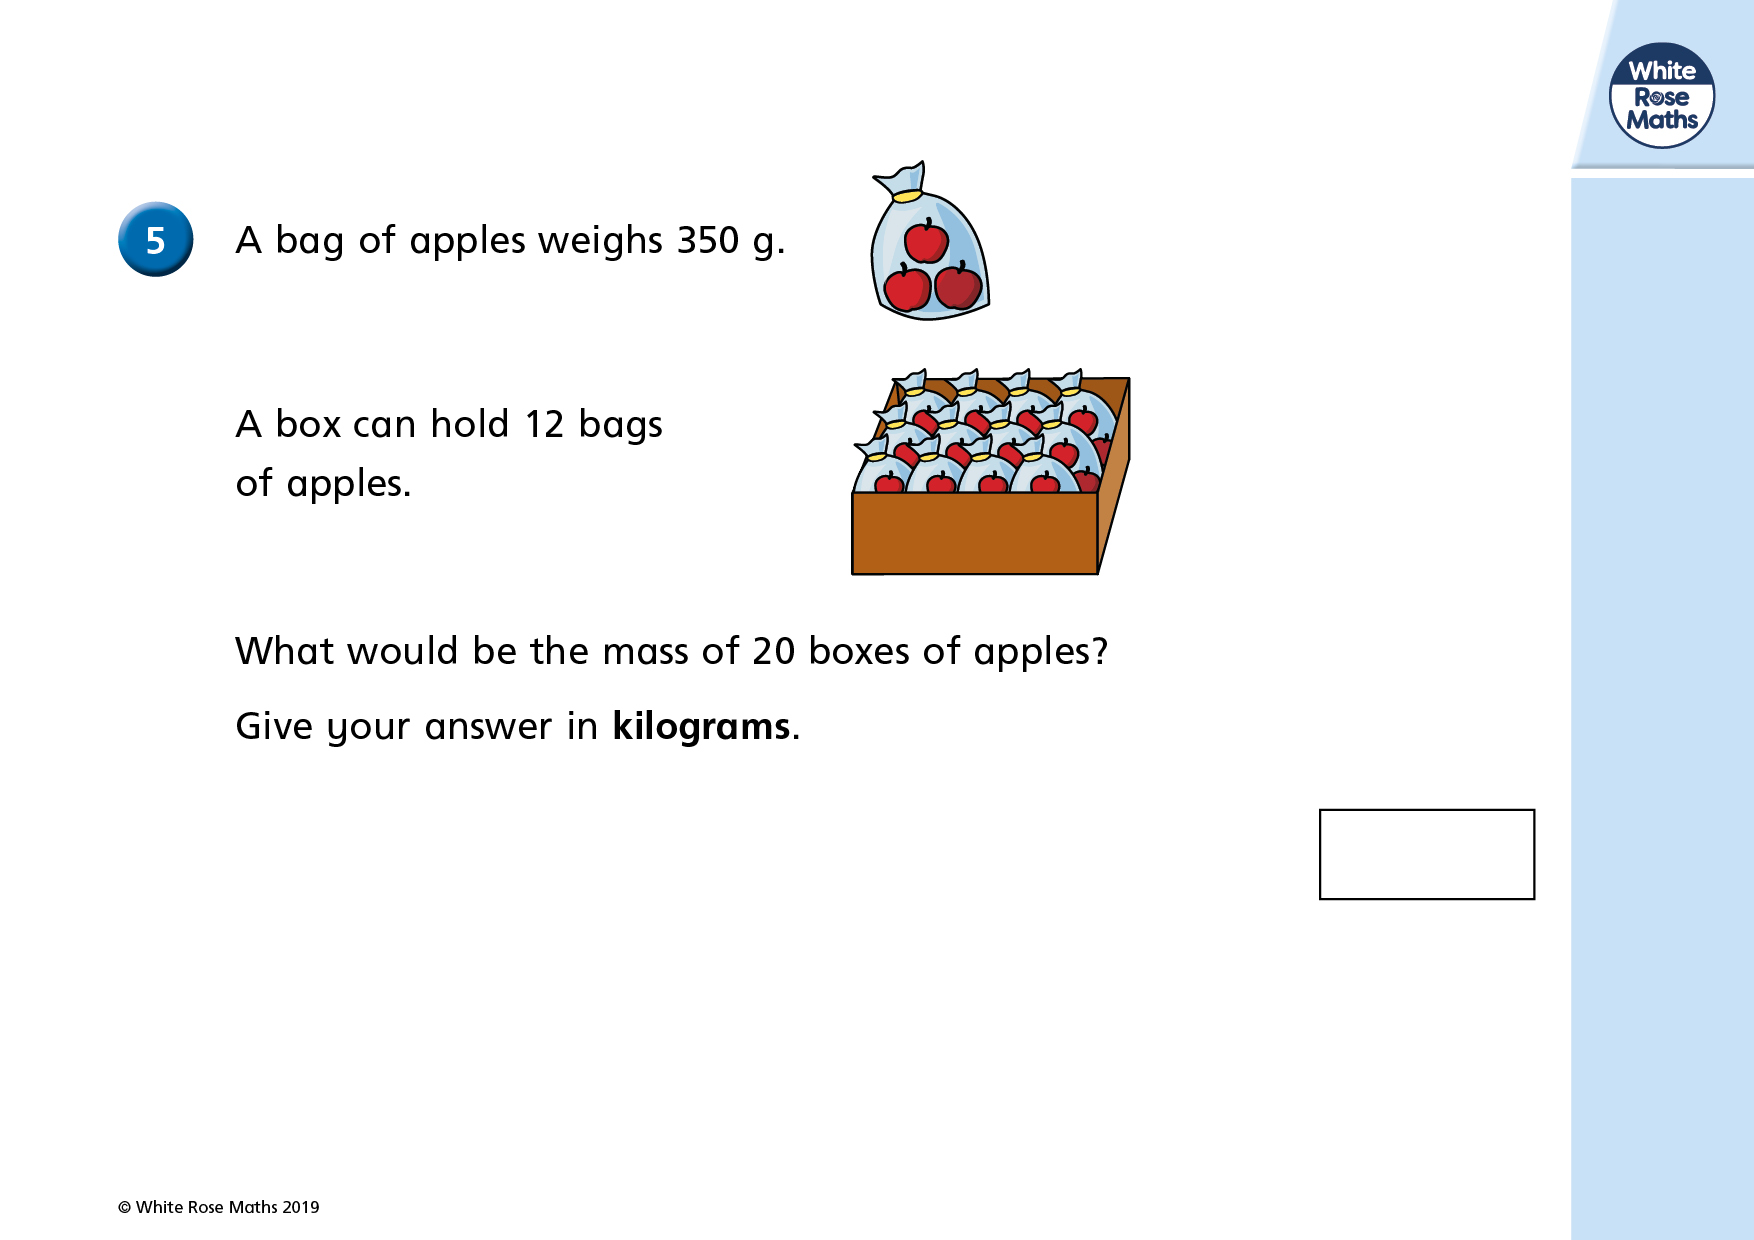 White
Rose
Maths
5 A bag of apples weighs 350 g.
A box can hold 12 bags
of apples.
What would be the mass of 20 boxes of apples?
Give your answer in kilograms.
© White Rose Maths 2019